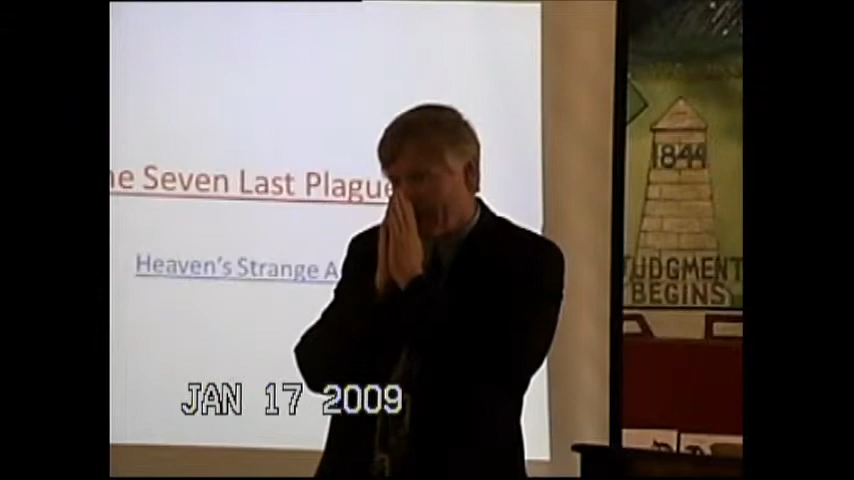 he Seven Last Plague
Heaven's Strange A
1844
JUDGMENT
BEGINS
JAN 17 2009